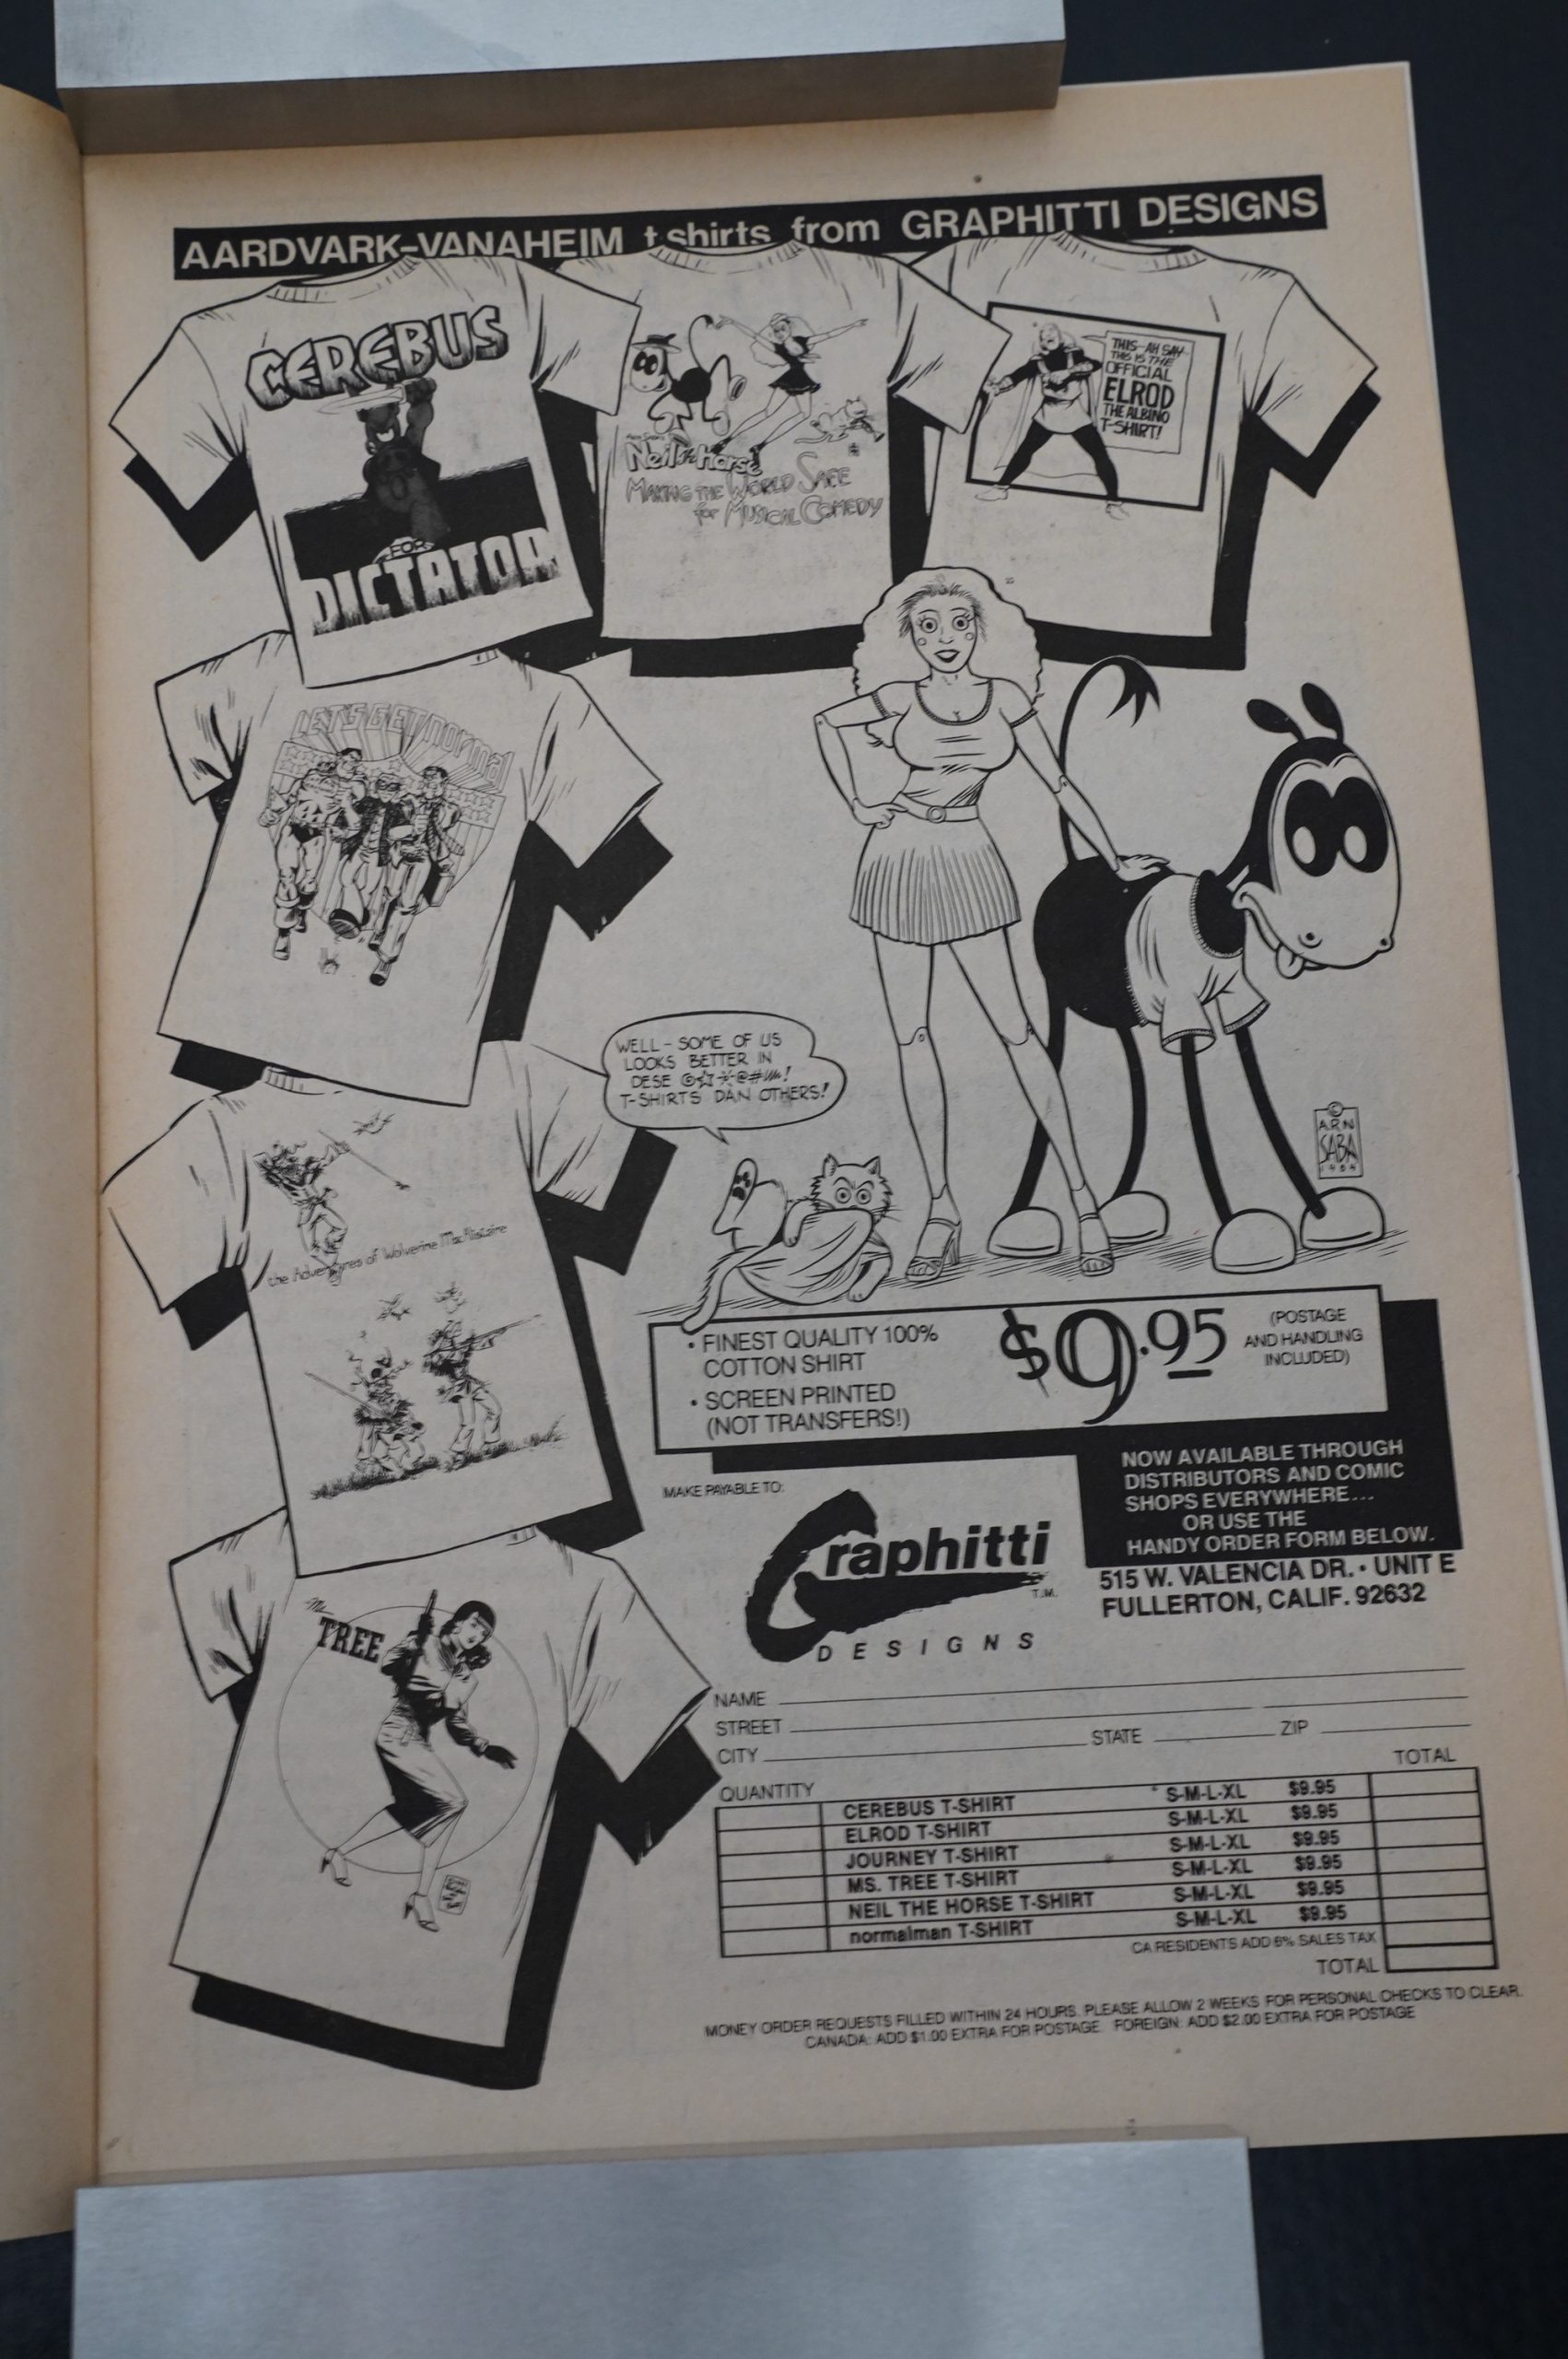 AARDVARK-VANAHEIM t-shirts from GRAPHITTI DESIGNS
CEREBUS
FOR
DICTATOR
Neil the Horse
MAKING THE WORLD SAFE
for MUSICAL COMEDY
THIS-AH SAY-
THIS IS THE
OFFICIAL
ELROD
THE ALBINO
T-SHIRT!
LET'S GET normal
WELL - SOME OF US
LOOKS BETTER IN
DESE @☆*@#!
T-SHIRTS DAN OTHERS!
©
ARN
SABA
1984
the Adventures of Wolverine MacAlistaire
• FINEST QUALITY 100%
COTTON SHIRT
• SCREEN PRINTED
(NOT TRANSFERS!)
$9.95
(POSTAGE
AND HANDLING
INCLUDED)
NOW AVAILABLE THROUGH
DISTRIBUTORS AND COMIC
SHOPS EVERYWHERE...
OR USE THE
HANDY ORDER FORM BELOW.
MAKE PAYABLE TO:
Graphitti
T.M.
DESIGNS
515 W. VALENCIA DR. • UNIT E
FULLERTON, CALIF. 92632
Ms.
TREE
NAME
STREET
CITY STATE ZIP
QUANTITY TOTAL
CEREBUS T-SHIRT S-M-L-XL $9.95
ELROD T-SHIRT S-M-L-XL $9.95
JOURNEY T-SHIRT S-M-L-XL $9.95
MS. TREE T-SHIRT S-M-L-XL $9.95
NEIL THE HORSE T-SHIRT S-M-L-XL $9.95
normalman T-SHIRT S-M-L-XL $9.95
CA RESIDENTS ADD 6% SALES TAX
TOTAL
MONEY ORDER REQUESTS FILLED WITHIN 24 HOURS. PLEASE ALLOW 2 WEEKS FOR PERSONAL CHECKS TO CLEAR.
CANADA: ADD $1.00 EXTRA FOR POSTAGE. FOREIGN: ADD $2.00 EXTRA FOR POSTAGE